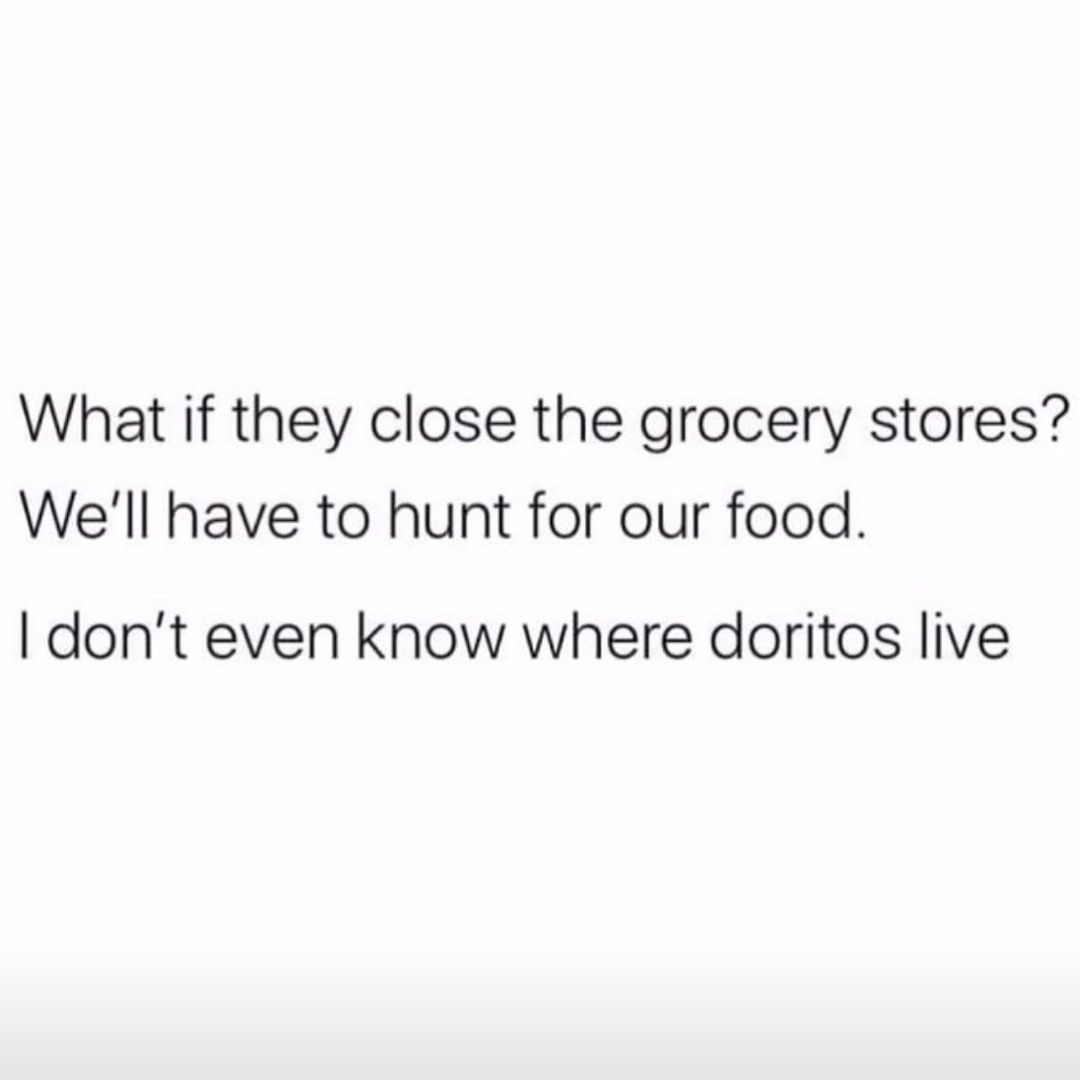 What if they close the grocery stores?
We'll have to hunt for our food.
I don't even know where doritos live